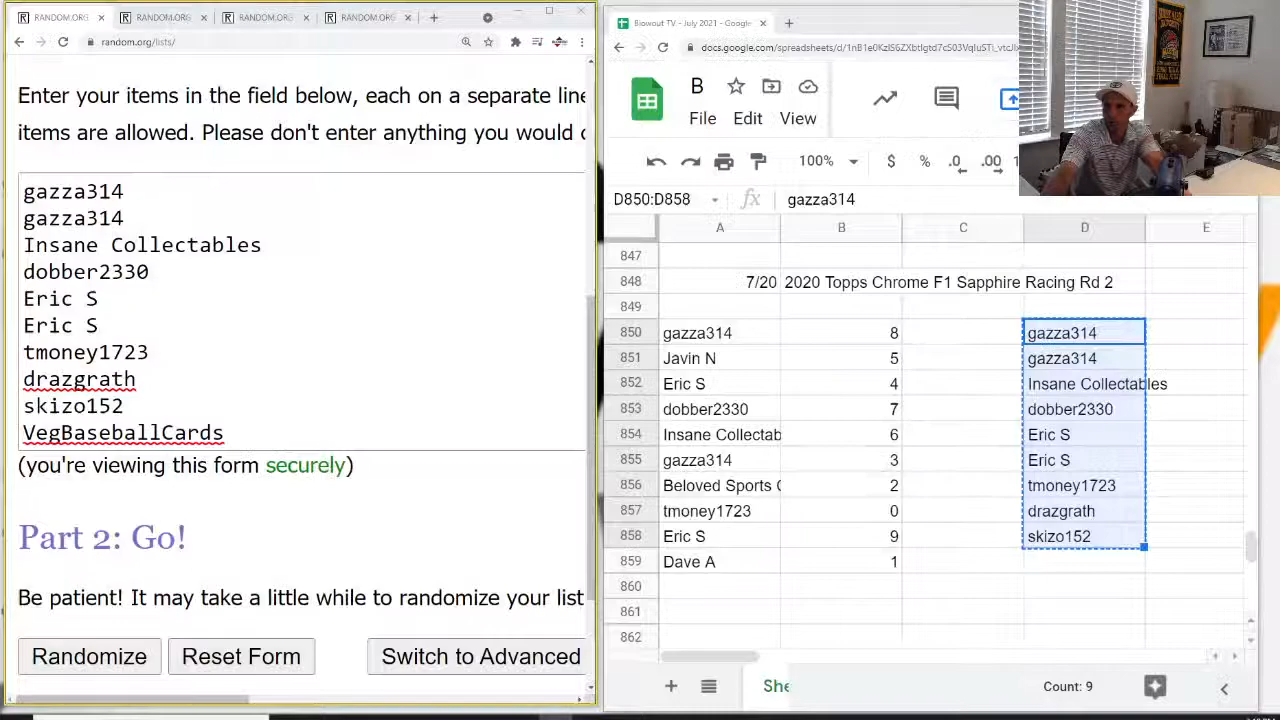 RANDOM.ORG
RANDOM.ORG
RANDOM.ORG
RANDOM.ORG
random.org/lists/
Enter your items in the field below, each on a separate line
items are allowed. Please don't enter anything you would
gazza314
gazza314
Insane Collectables
dobber2330
Eric S
Eric S
tmoney1723
drazgrath
skizo152
VegBaseballCards
(you're viewing this form securely)
Part 2: Go!
Be patient! It may take a little while to randomize your list
Randomize
Reset Form
Switch to Advanced
Blowout TV - July 2021 - Google
B
File Edit View
100%
$ % .0 .00
D850:D858
fx
gazza314
A B C D E
847
848 7/20 2020 Topps Chrome F1 Sapphire Racing Rd 2
849
850 gazza314 8 gazza314
851 Javin N 5 gazza314
852 Eric S 4 Insane Collectables
853 dobber2330 7 dobber2330
854 Insane Collectab 6 Eric S
855 gazza314 3 Eric S
856 Beloved Sports 2 tmoney1723
857 tmoney1723 0 drazgrath
858 Eric S 9 skizo152
859 Dave A 1
860
861
862
She
Count: 9